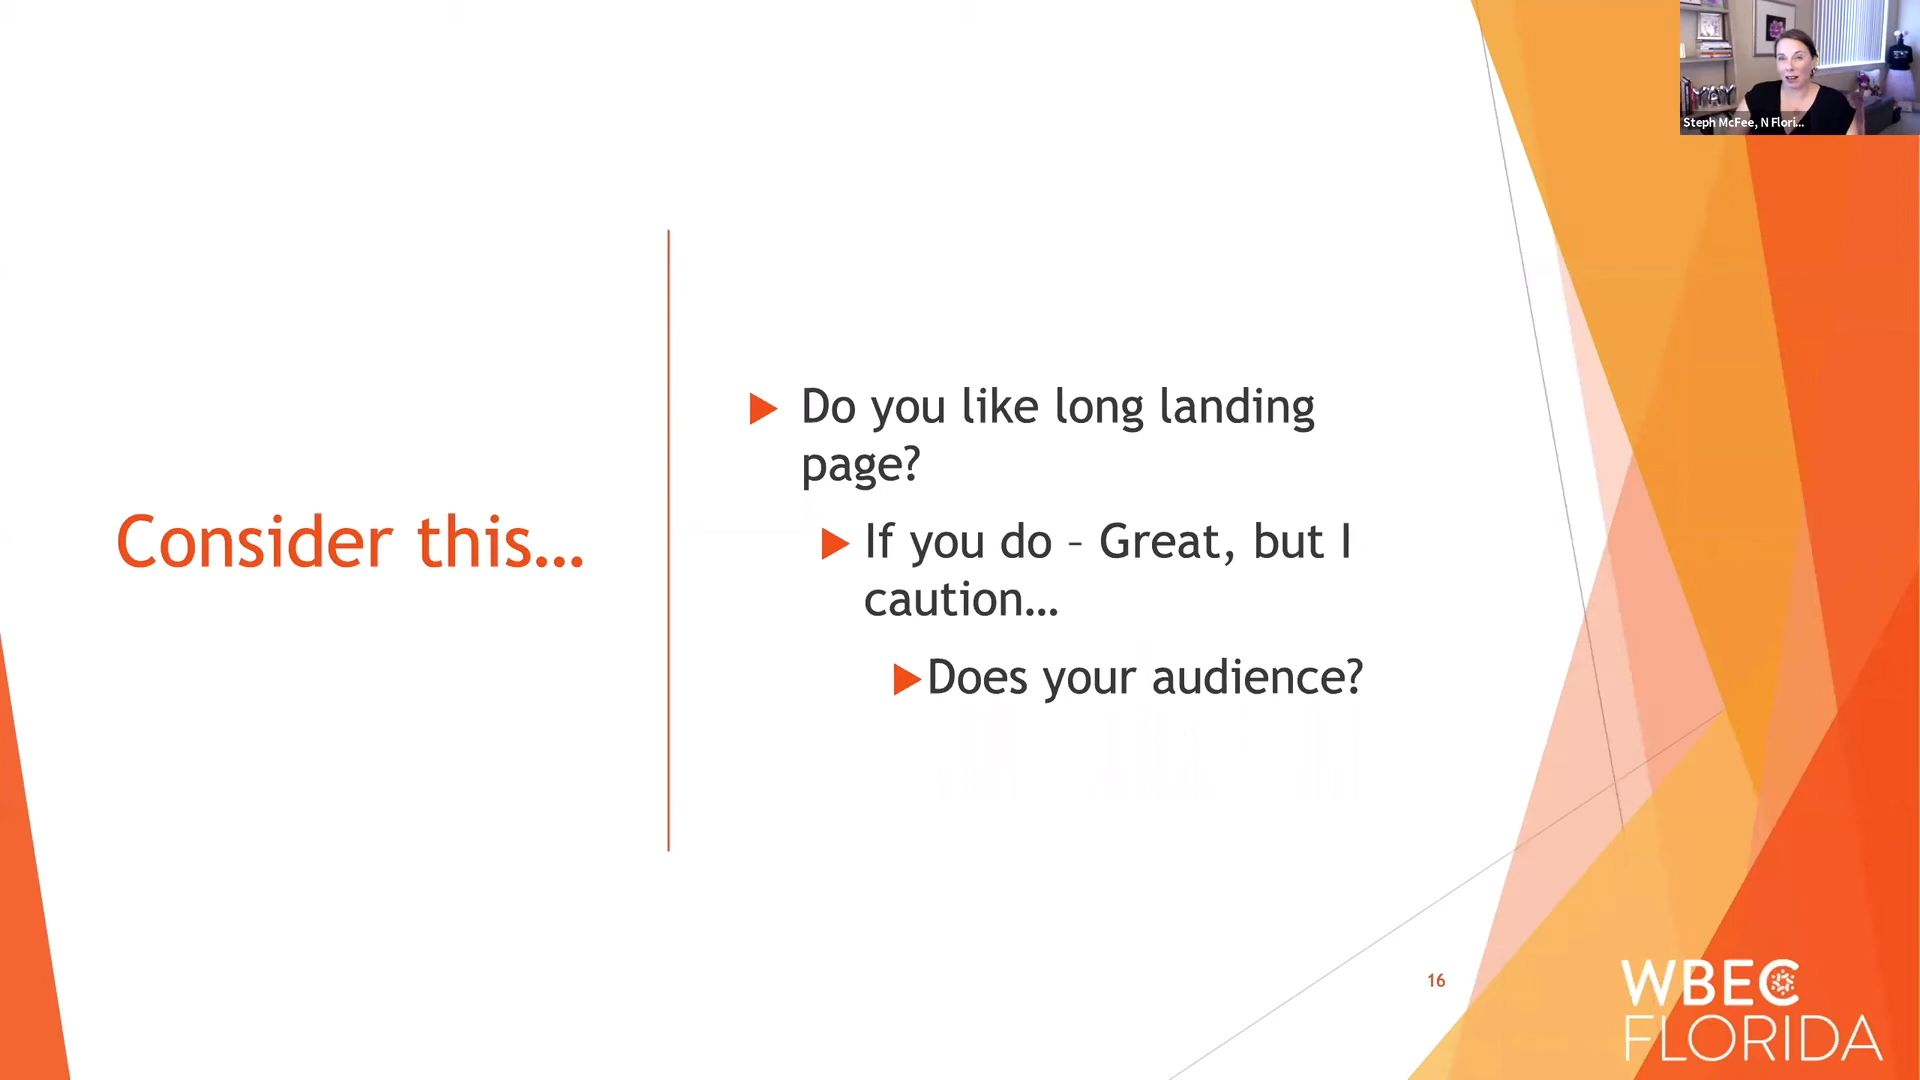 Steph McFee, N Flori...
Consider this...
Do you like long landing
page?
If you do – Great, but I
caution...
Does your audience?
16
WBEC
FLORIDA
YAY